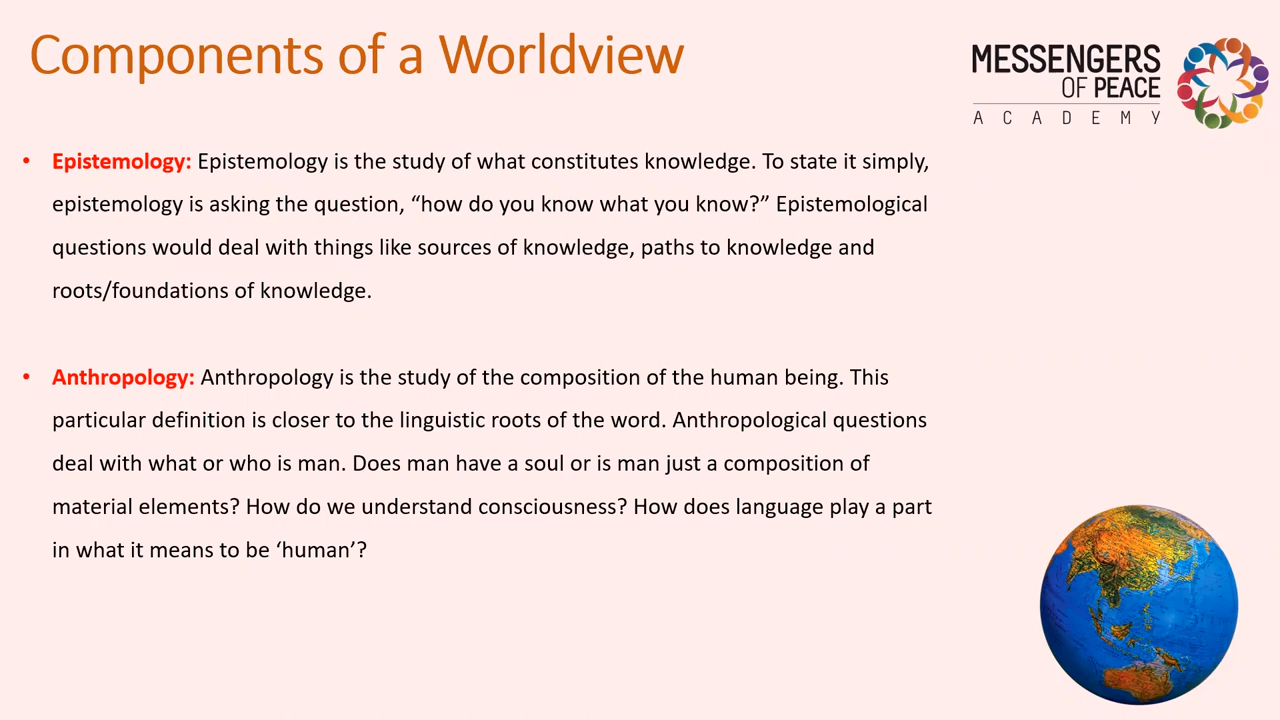 Components of a Worldview
MESSENGERS
OF PEACE
ACADEMY
• Epistemology: Epistemology is the study of what constitutes knowledge. To state it simply,
epistemology is asking the question, “how do you know what you know?” Epistemological
questions would deal with things like sources of knowledge, paths to knowledge and
roots/foundations of knowledge.
• Anthropology: Anthropology is the study of the composition of the human being. This
particular definition is closer to the linguistic roots of the word. Anthropological questions
deal with what or who is man. Does man have a soul or is man just a composition of
material elements? How do we understand consciousness? How does language play a part
in what it means to be ‘human’?